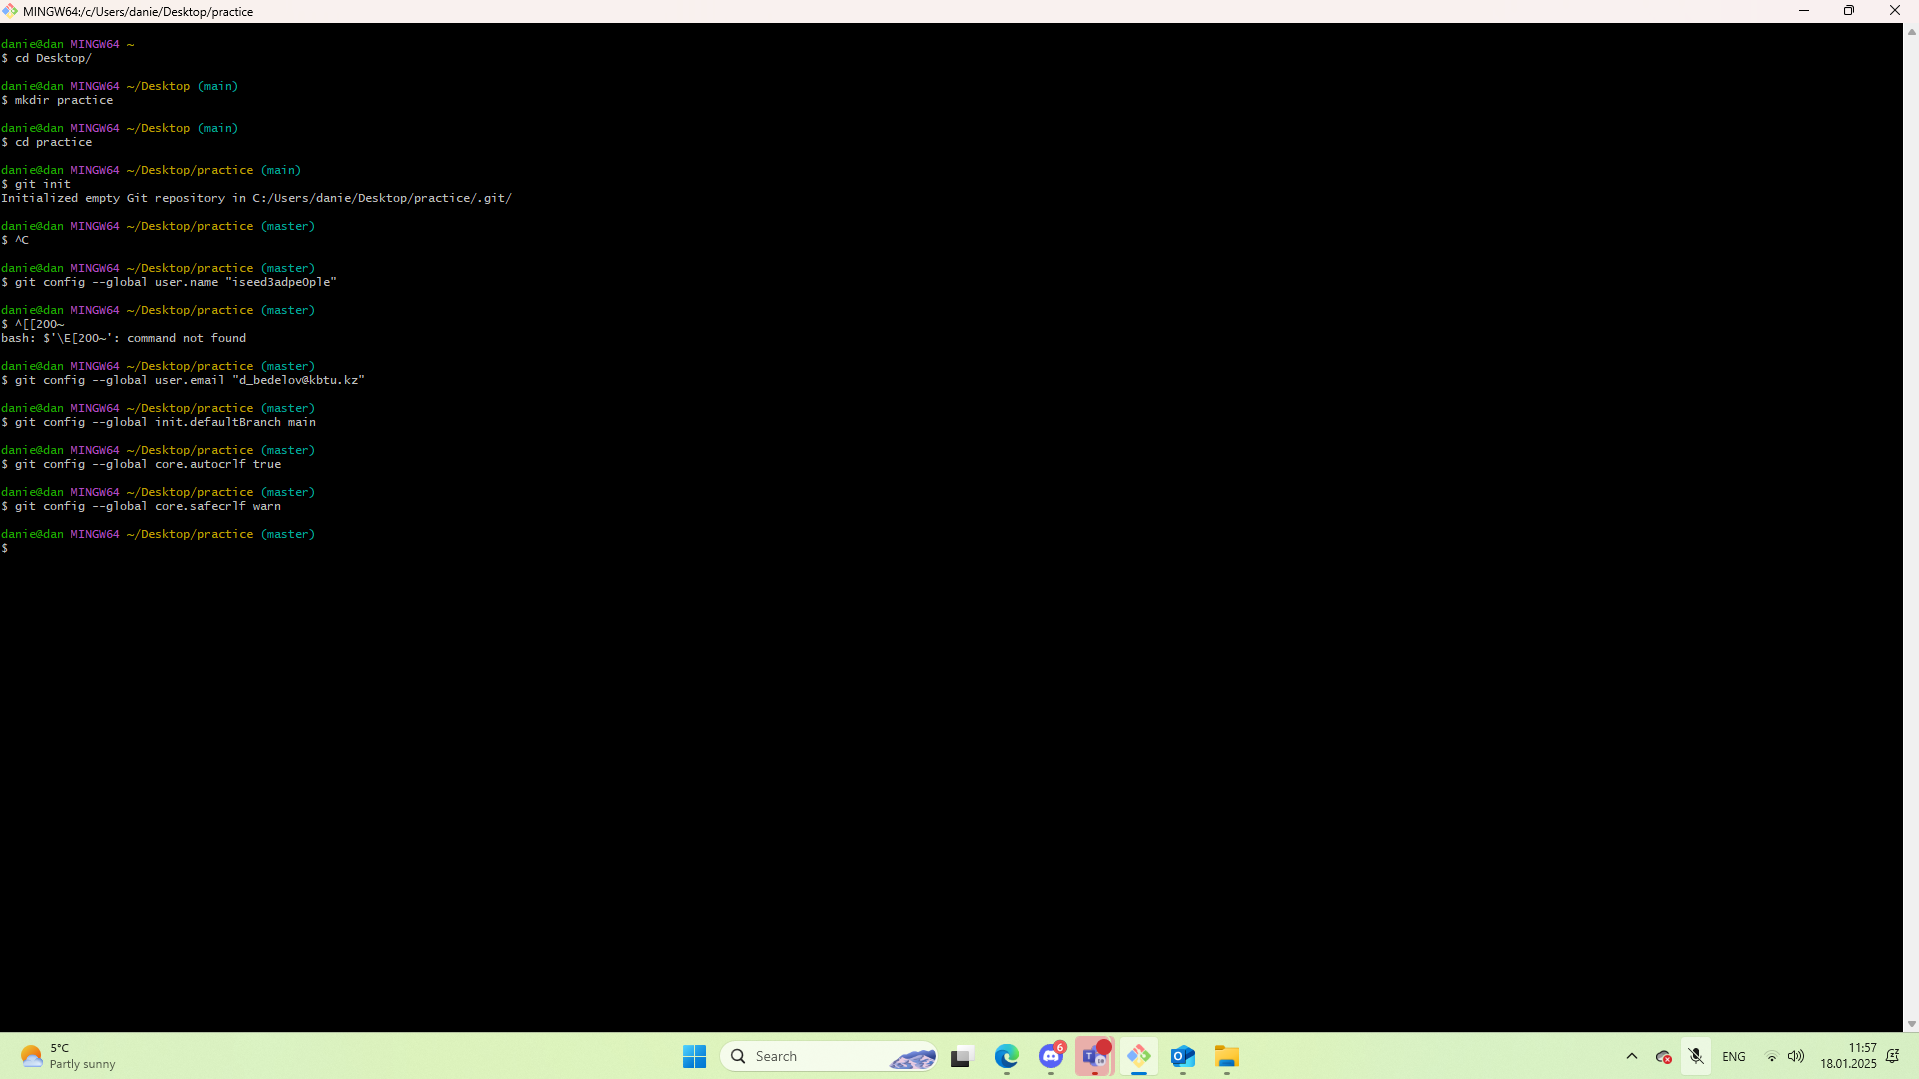 MINGW64:/c/Users/danie/Desktop/practice
danie@dan MINGW64 ~
$ cd Desktop/
danie@dan MINGW64 ~/Desktop (main)
$ mkdir practice
danie@dan MINGW64 ~/Desktop (main)
$ cd practice
danie@dan MINGW64 ~/Desktop/practice (main)
$ git init
Initialized empty Git repository in C:/Users/danie/Desktop/practice/.git/
danie@dan MINGW64 ~/Desktop/practice (master)
$ ^C
danie@dan MINGW64 ~/Desktop/practice (master)
$ git config --global user.name "iseed3adpe0ple"
danie@dan MINGW64 ~/Desktop/practice (master)
$ ^[[200~
bash: $'\E[200~': command not found
danie@dan MINGW64 ~/Desktop/practice (master)
$ git config --global user.email "d_bedelov@kbtu.kz"
danie@dan MINGW64 ~/Desktop/practice (master)
$ git config --global init.defaultBranch main
danie@dan MINGW64 ~/Desktop/practice (master)
$ git config --global core.autocrlf true
danie@dan MINGW64 ~/Desktop/practice (master)
$ git config --global core.safecrlf warn
danie@dan MINGW64 ~/Desktop/practice (master)
$
5°C
Partly sunny
Search
6
ENG
11:57
18.01.2025